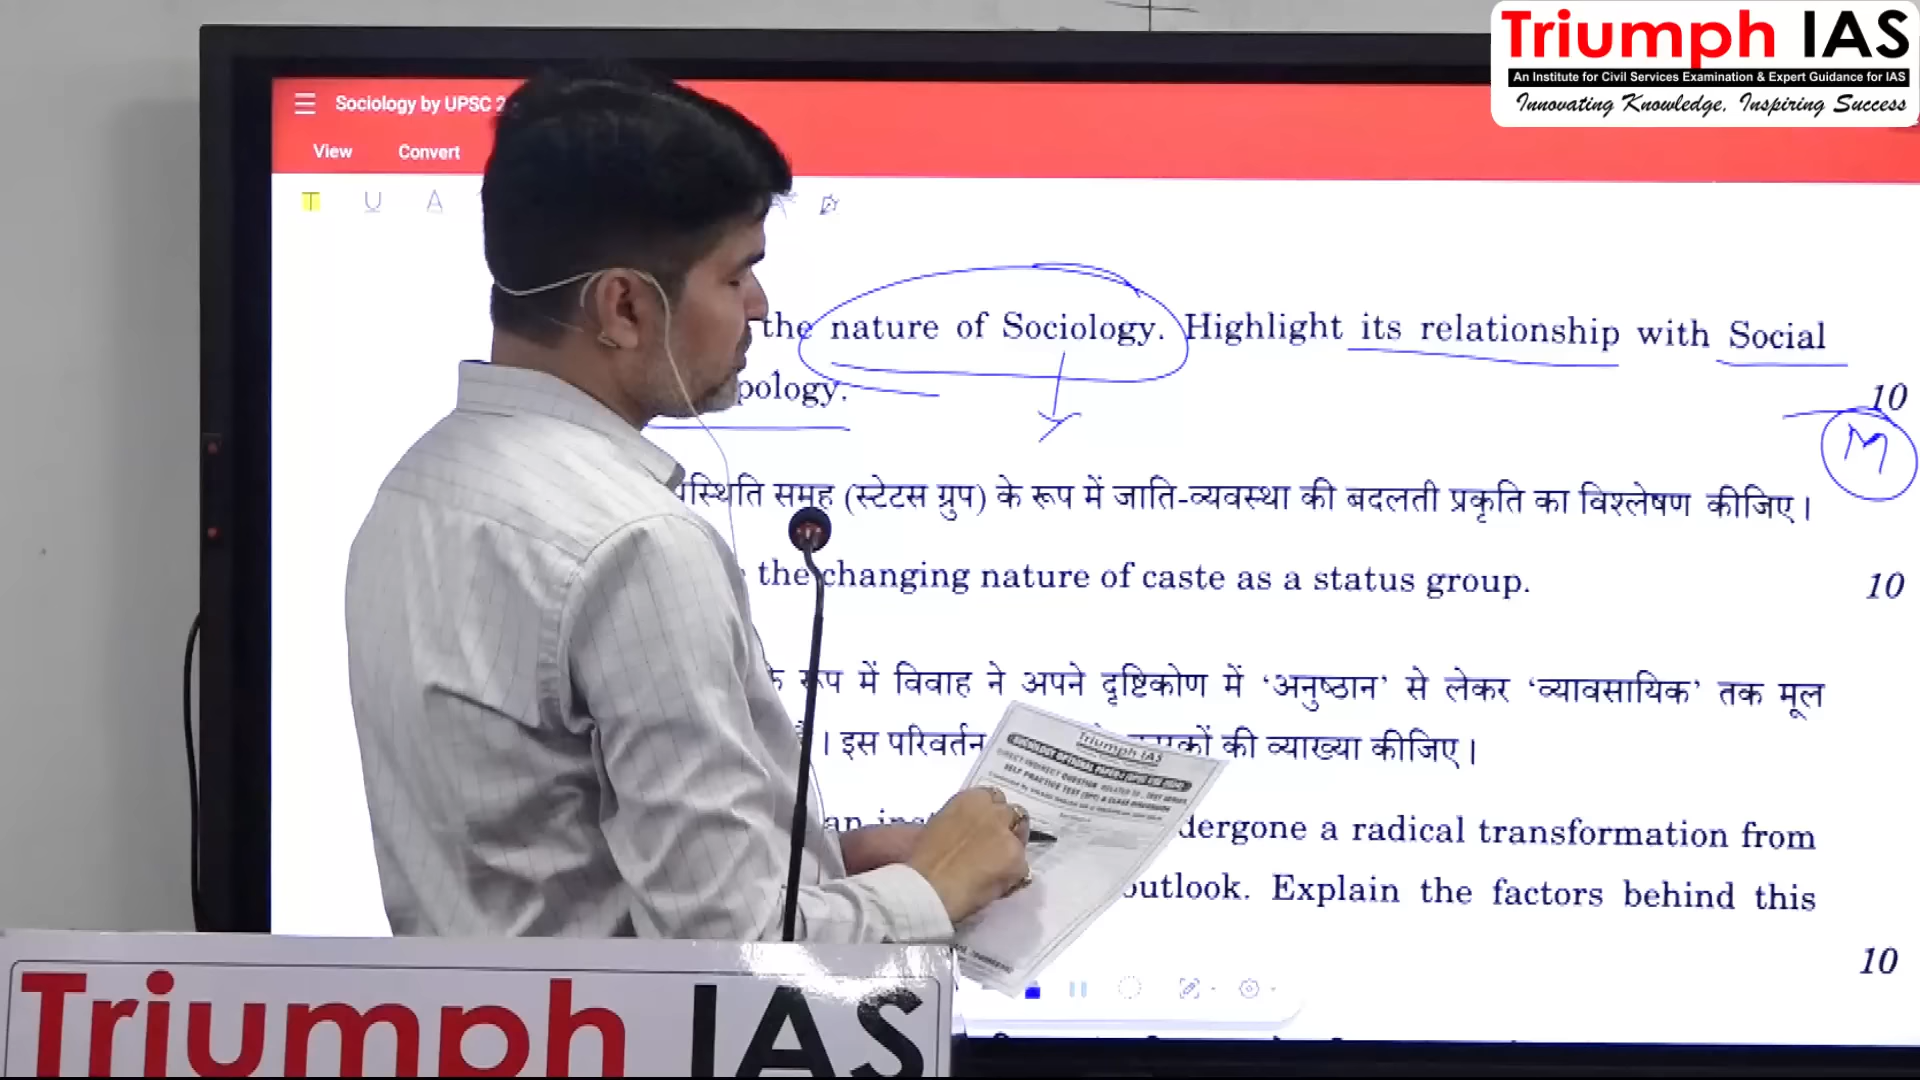 Triumph IAS
An Institute for Civil Services Examination & Expert Guidance for IAS
Innovating Knowledge, Inspiring Success
Sociology by UPSC 2
View Convert
T U A
the nature of Sociology. Highlight its relationship with Social
pology.
10
M
स्थिति समूह (स्टेटस ग्रुप) के रूप में जाति-व्यवस्था की बदलती प्रकृति का विश्लेषण कीजिए।
the changing nature of caste as a status group.
10
के रूप में विवाह ने अपने दृष्टिकोण में ‘अनुष्ठान’ से लेकर ‘व्यावसायिक’ तक मूल
। इस परिवर्तन की व्याख्या कीजिए।
Triumph IAS
an dergone a radical transformation from
outlook. Explain the factors behind this
10
Triumph IAS